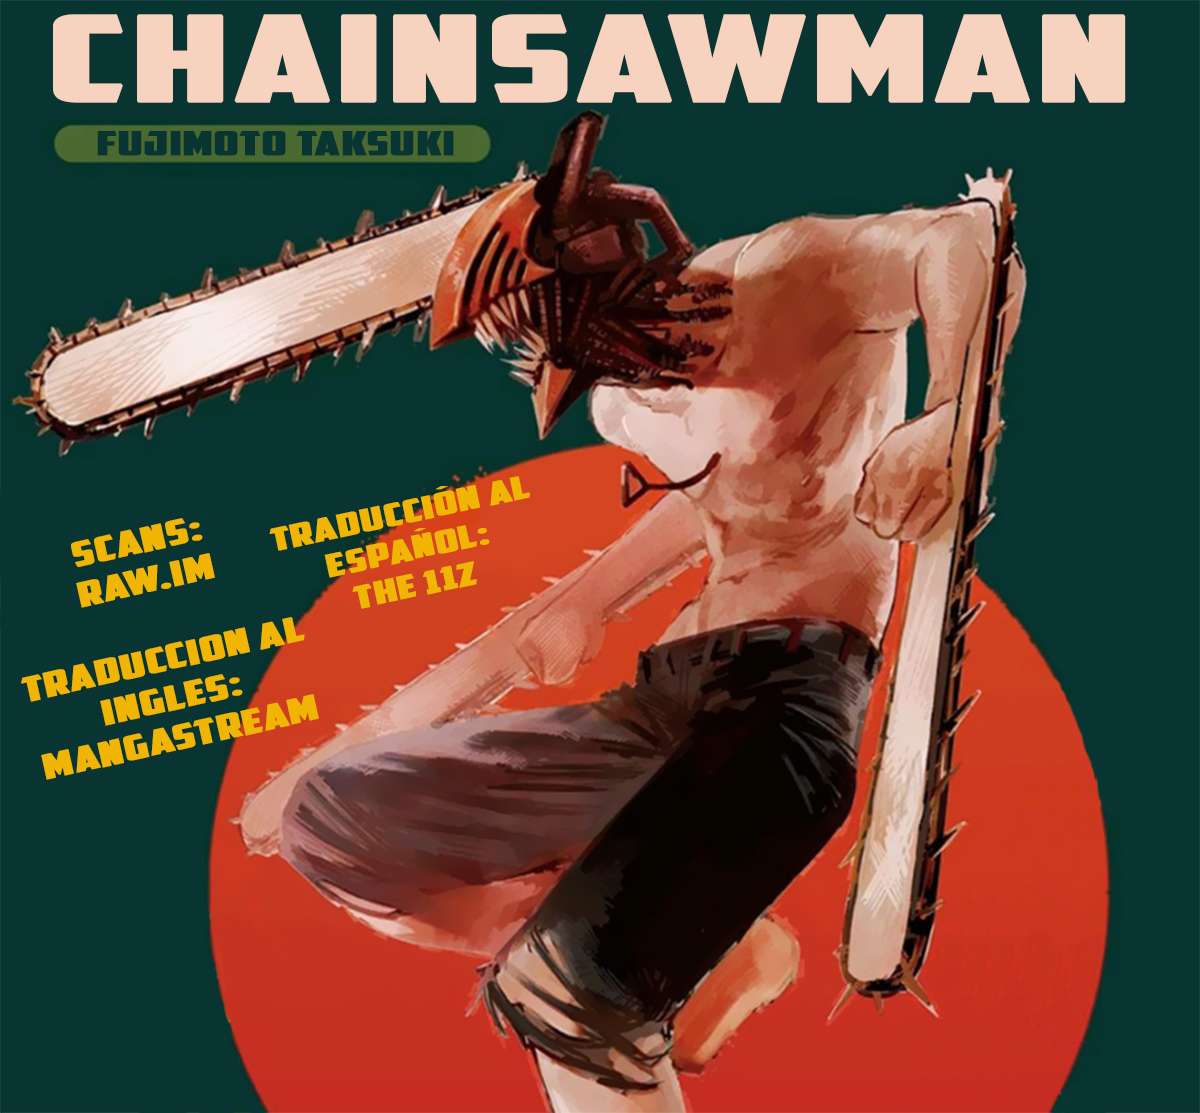 CHAINSAWMAN
FUJIMOTO TAKSUKI
SCANS:
RAW.IM
TRADUCCIÓN AL
ESPAÑOL:
THE 11Z
TRADUCCION AL
INGLES:
MANGASTREAM